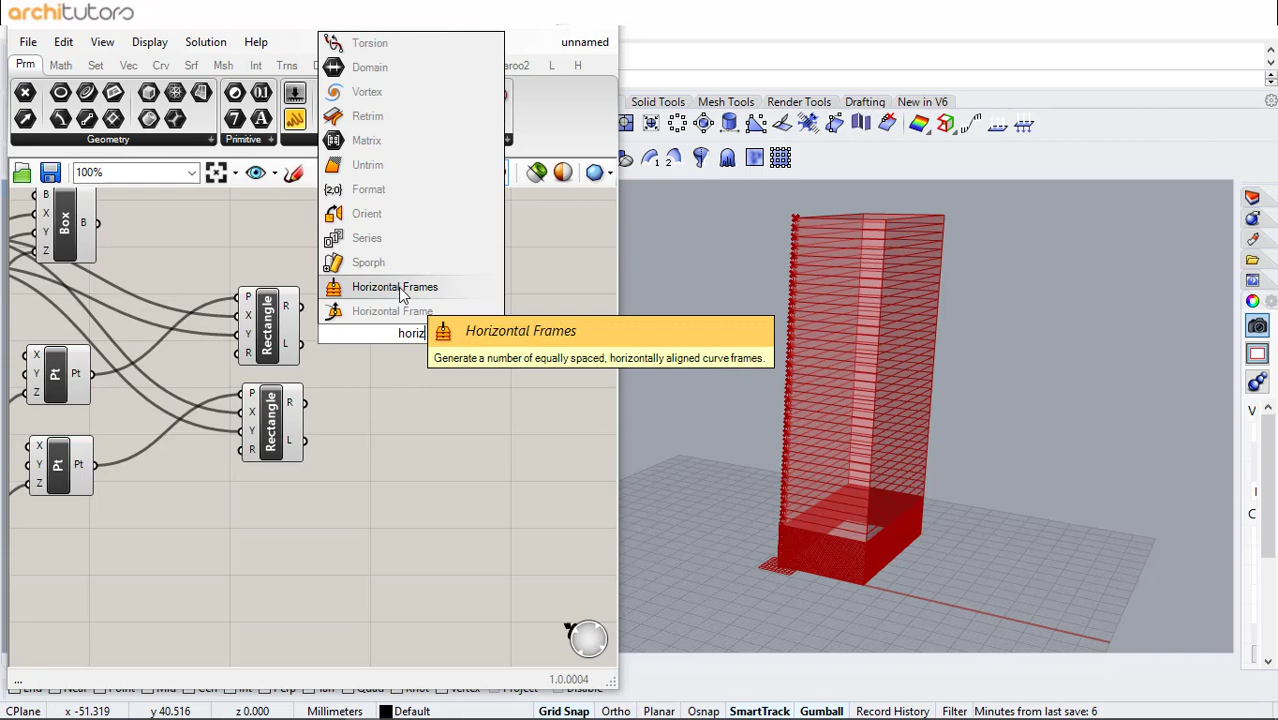 architutors
File Edit View Display Solution Help
unnamed
Prm Math Set Vec Crv Srf Msh Int Trns
aroo2 L H
Geometry
Primitive
100%
Torsion
Domain
Vortex
Retrim
Matrix
Untrim
Format
Orient
Series
Sporph
Horizontal Frames
Horizontal Frame
horiz
Horizontal Frames
Generate a number of equally spaced, horizontally aligned curve frames.
Solid Tools Mesh Tools Render Tools Drafting New in V6
B
X
Y
Z
Box
B
P
X
Y
R
Rectangle
R
L
X
Y
Z
Pt
Pt
P
X
Y
R
Rectangle
R
L
X
Y
Z
Pt
Pt
...
1.0.0004
V
C
CPlane x -51.319 y 40.516 z 0.000 Millimeters Default Grid Snap Ortho Planar Osnap SmartTrack Gumball Record History Filter Minutes from last save: 6